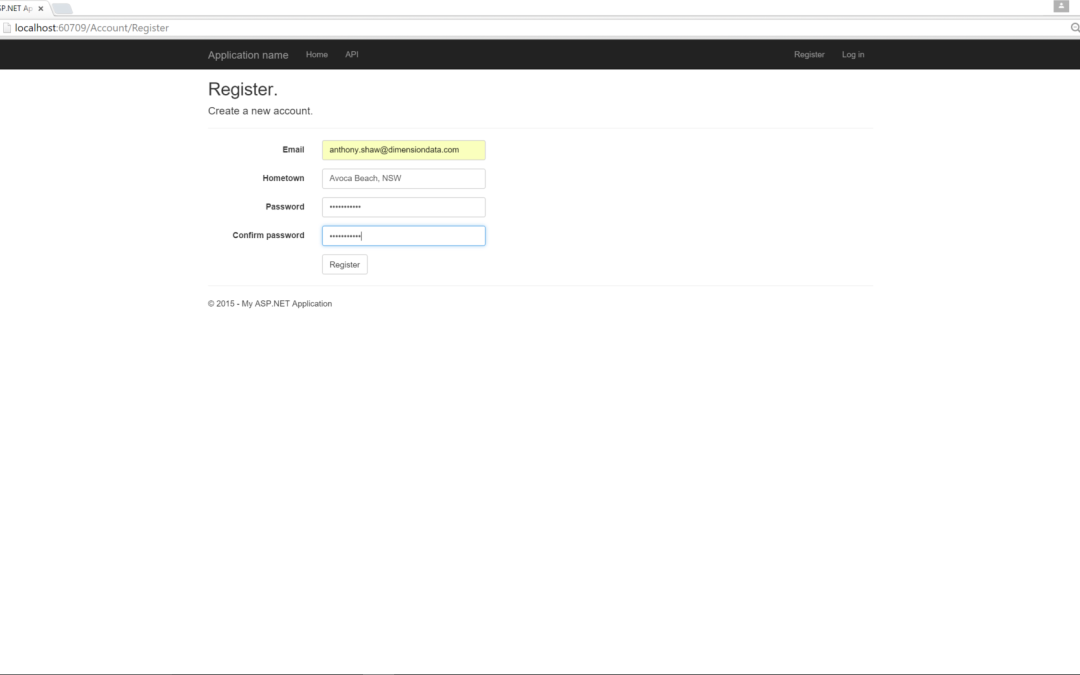 SP.NET Ap
localhost:60709/Account/Register
Application name Home API Register Log in
Register.
Create a new account.
Email anthony.shaw@dimensiondata.com
Hometown Avoca Beach, NSW
Password •••••••••••
Confirm password •••••••••••
Register
© 2015 - My ASP.NET Application